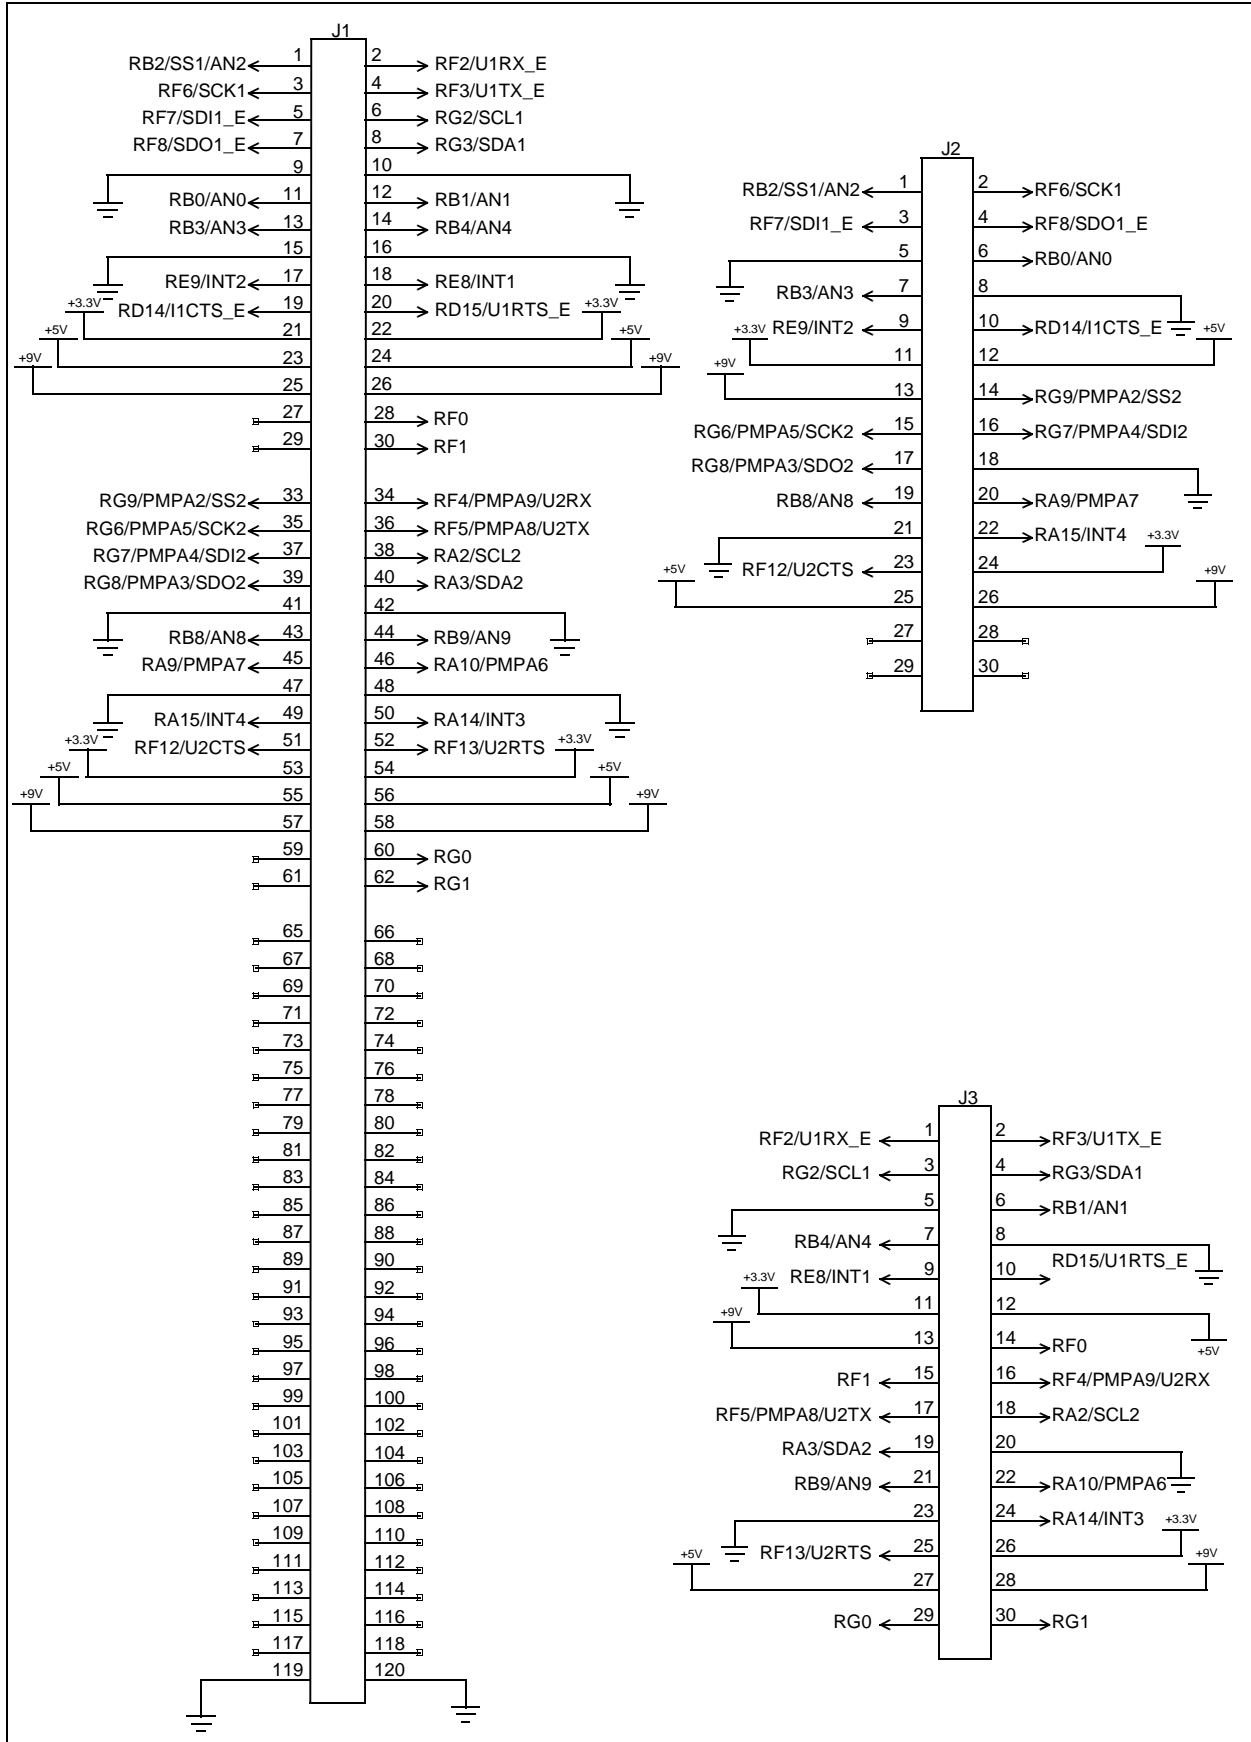 J1
1 2
RB2/SS1/AN2 RF2/U1RX_E
3 4
RF6/SCK1 RF3/U1TX_E
5 6
RF7/SDI1_E RG2/SCL1
7 8
RF8/SDO1_E RG3/SDA1
9 10
11 12
RB0/AN0 RB1/AN1
13 14
RB3/AN3 RB4/AN4
15 16
17 18
RE9/INT2 RE8/INT1
19 20
RD14/I1CTS_E RD15/U1RTS_E
+3.3V 21 22 +3.3V
+5V 23 24 +5V
+9V 25 26 +9V
27 28 RF0
29 30 RF1
33 34
RG9/PMPA2/SS2 RF4/PMPA9/U2RX
35 36
RG6/PMPA5/SCK2 RF5/PMPA8/U2TX
37 38
RG7/PMPA4/SDI2 RA2/SCL2
39 40
RG8/PMPA3/SDO2 RA3/SDA2
41 42
43 44
RB8/AN8 RB9/AN9
45 46
RA9/PMPA7 RA10/PMPA6
47 48
49 50
RA15/INT4 RA14/INT3
51 52
RF12/U2CTS RF13/U2RTS
+3.3V 53 54 +3.3V
+5V 55 56 +5V
+9V 57 58 +9V
59 60 RG0
61 62 RG1
65 66
67 68
69 70
71 72
73 74
75 76
77 78
79 80
81 82
83 84
85 86
87 88
89 90
91 92
93 94
95 96
97 98
99 100
101 102
103 104
105 106
107 108
109 110
111 112
113 114
115 116
117 118
119 120
J2
RB2/SS1/AN2 1 2 RF6/SCK1
RF7/SDI1_E 3 4 RF8/SDO1_E
5 6 RB0/AN0
RB3/AN3 7 8
RE9/INT2 9 10 RD14/I1CTS_E
+3.3V 11 12 +5V
+9V 13 14 RG9/PMPA2/SS2
RG6/PMPA5/SCK2 15 16 RG7/PMPA4/SDI2
RG8/PMPA3/SDO2 17 18
RB8/AN8 19 20 RA9/PMPA7
21 22 RA15/INT4
RF12/U2CTS 23 24 +3.3V
+5V 25 26 +9V
27 28
29 30
J3
RF2/U1RX_E 1 2 RF3/U1TX_E
RG2/SCL1 3 4 RG3/SDA1
5 6 RB1/AN1
RB4/AN4 7 8
RE8/INT1 9 10 RD15/U1RTS_E
+3.3V 11 12 +5V
+9V 13 14 RF0
RF1 15 16 RF4/PMPA9/U2RX
RF5/PMPA8/U2TX 17 18 RA2/SCL2
RA3/SDA2 19 20
RB9/AN9 21 22 RA10/PMPA6
23 24 RA14/INT3
RF13/U2RTS 25 26 +3.3V
+5V 27 28 +9V
RG0 29 30 RG1